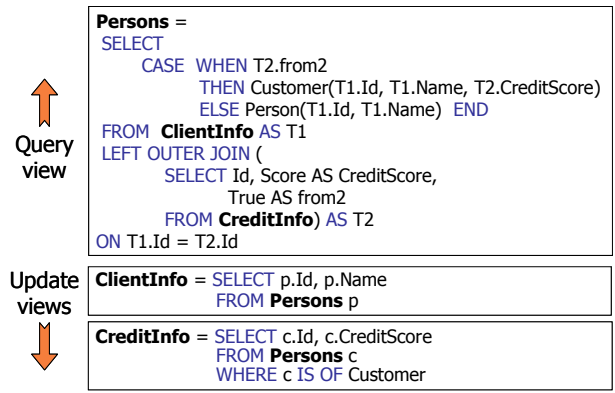 Persons =
SELECT
CASE WHEN T2.from2
THEN Customer(T1.Id, T1.Name, T2.CreditScore)
ELSE Person(T1.Id, T1.Name) END
FROM ClientInfo AS T1
LEFT OUTER JOIN (
SELECT Id, Score AS CreditScore,
True AS from2
FROM CreditInfo) AS T2
ON T1.Id = T2.Id
Query
view
Update
views
ClientInfo = SELECT p.Id, p.Name
FROM Persons p
CreditInfo = SELECT c.Id, c.CreditScore
FROM Persons c
WHERE c IS OF Customer